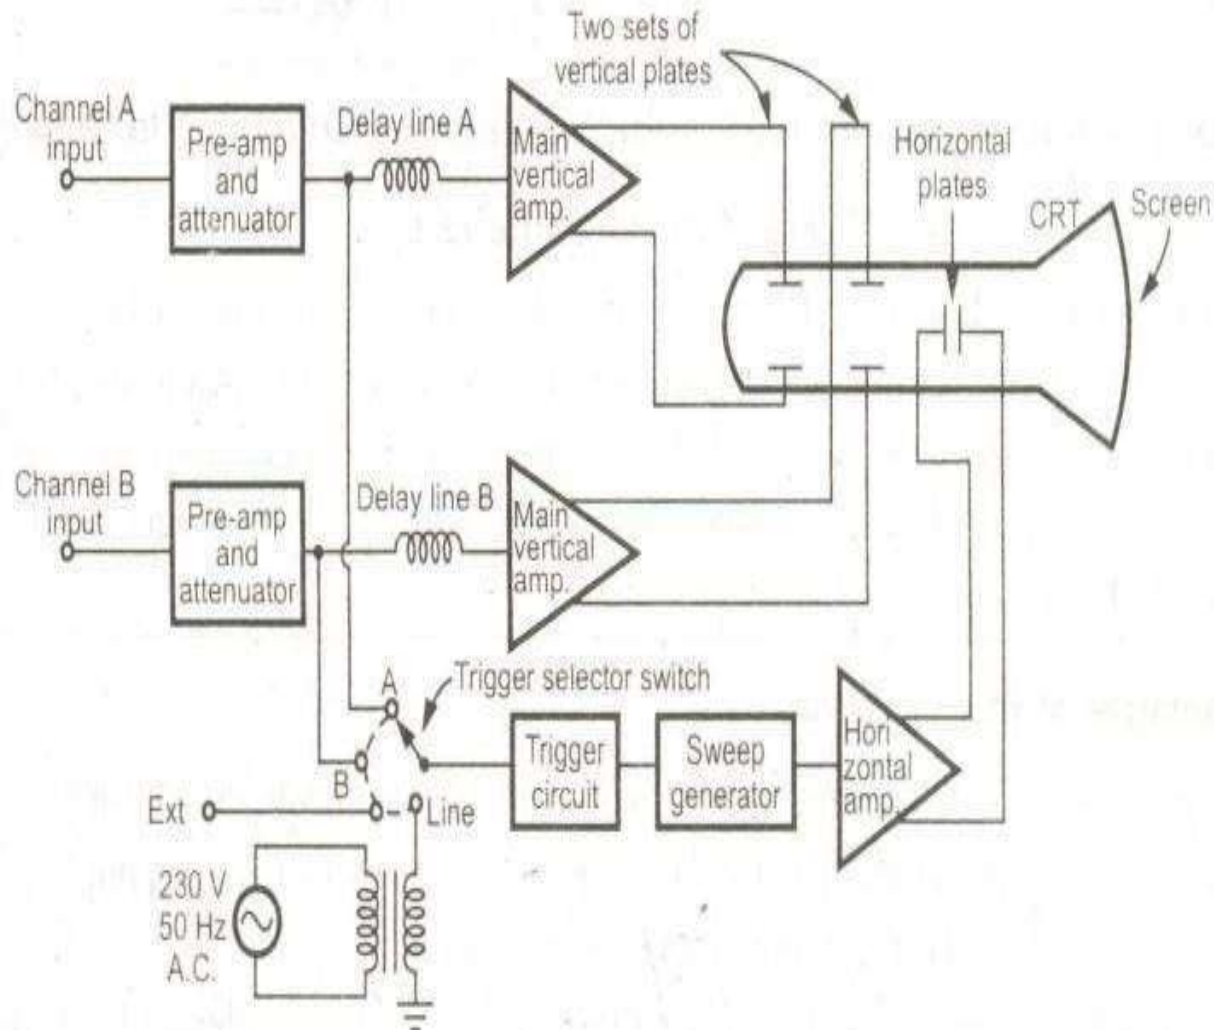 Two sets of
vertical plates
Channel A
input
Pre-amp
and
attenuator
Delay line A
Main
vertical
amp.
Horizontal
plates
CRT
Screen
Channel B
input
Pre-amp
and
attenuator
Delay line B
Main
vertical
amp.
A
Trigger selector switch
B
Ext
Line
Trigger
circuit
Sweep
generator
Hori
zontal
amp.
230 V
50 Hz
A.C.